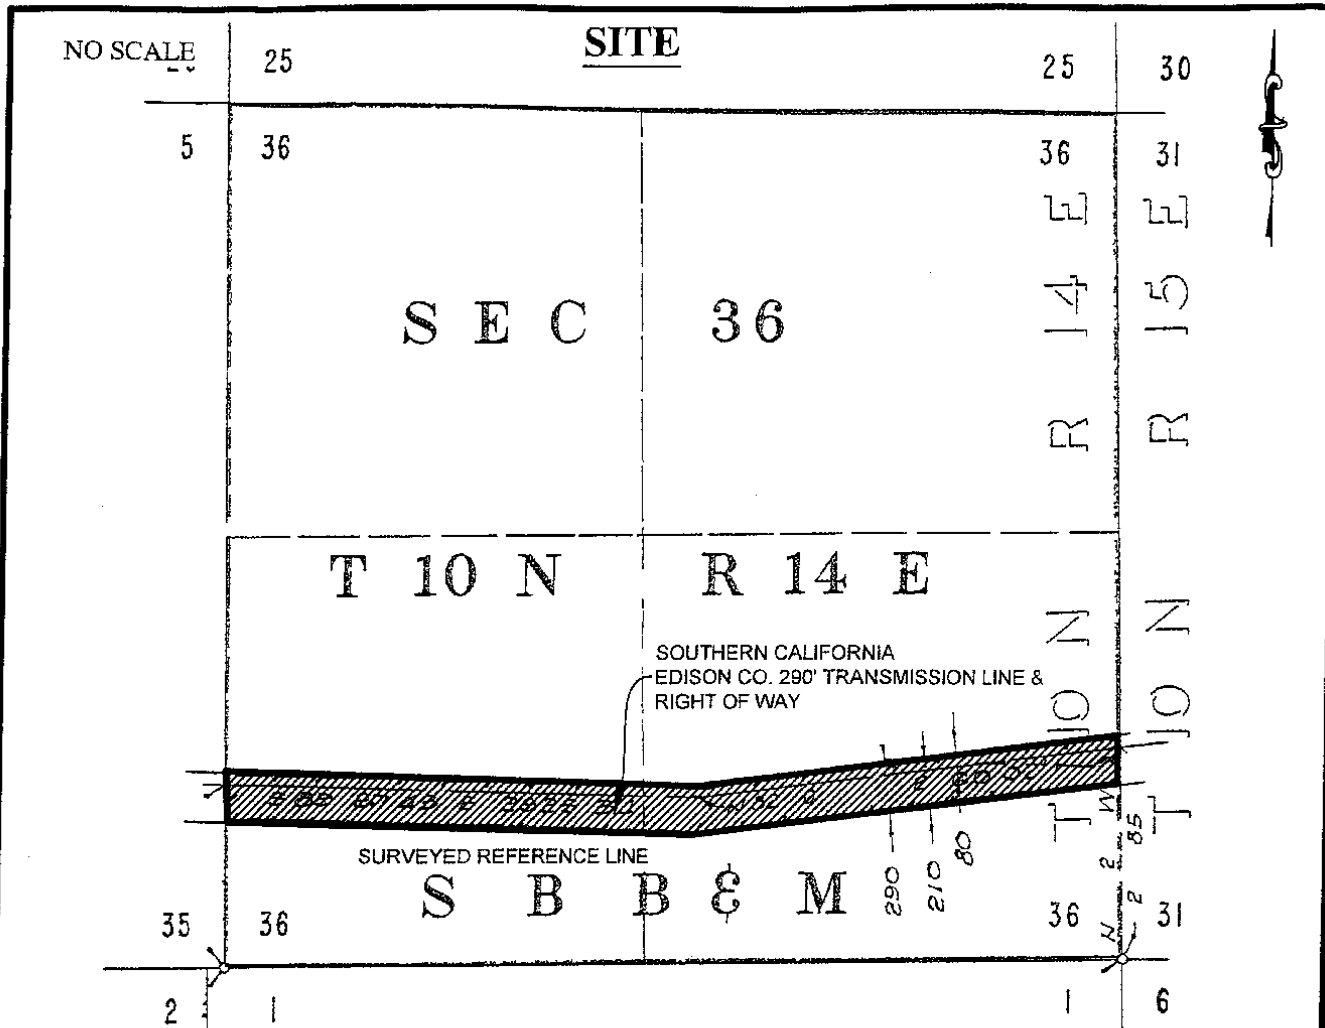 SITE
NO SCALE
25 25 30
5 36 36 31
R 14 E
R 15 E
SEC 36
T 10 N R 14 E
T 10 N
T 10 N
SOUTHERN CALIFORNIA
EDISON CO. 290' TRANSMISSION LINE &
RIGHT OF WAY
SURVEYED REFERENCE LINE
290
210
80
S B B & M
35 36 36 31
2 1 1 6